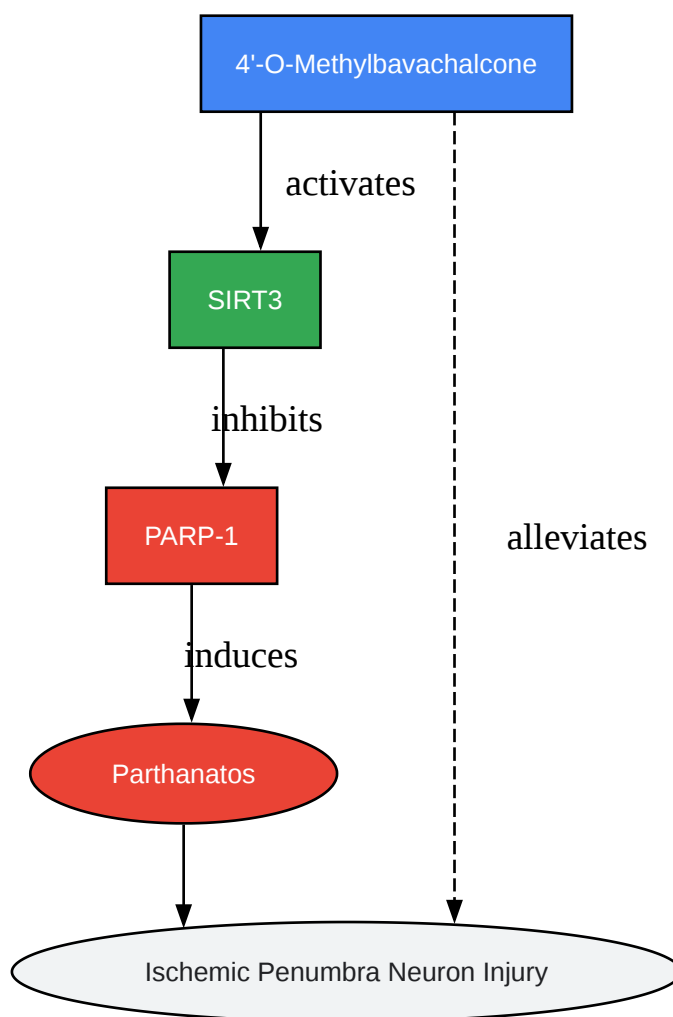 4'-O-Methylbavachalcone
activates
SIRT3
inhibits
PARP-1
alleviates
induces
Parthanatos
Ischemic Penumbra Neuron Injury